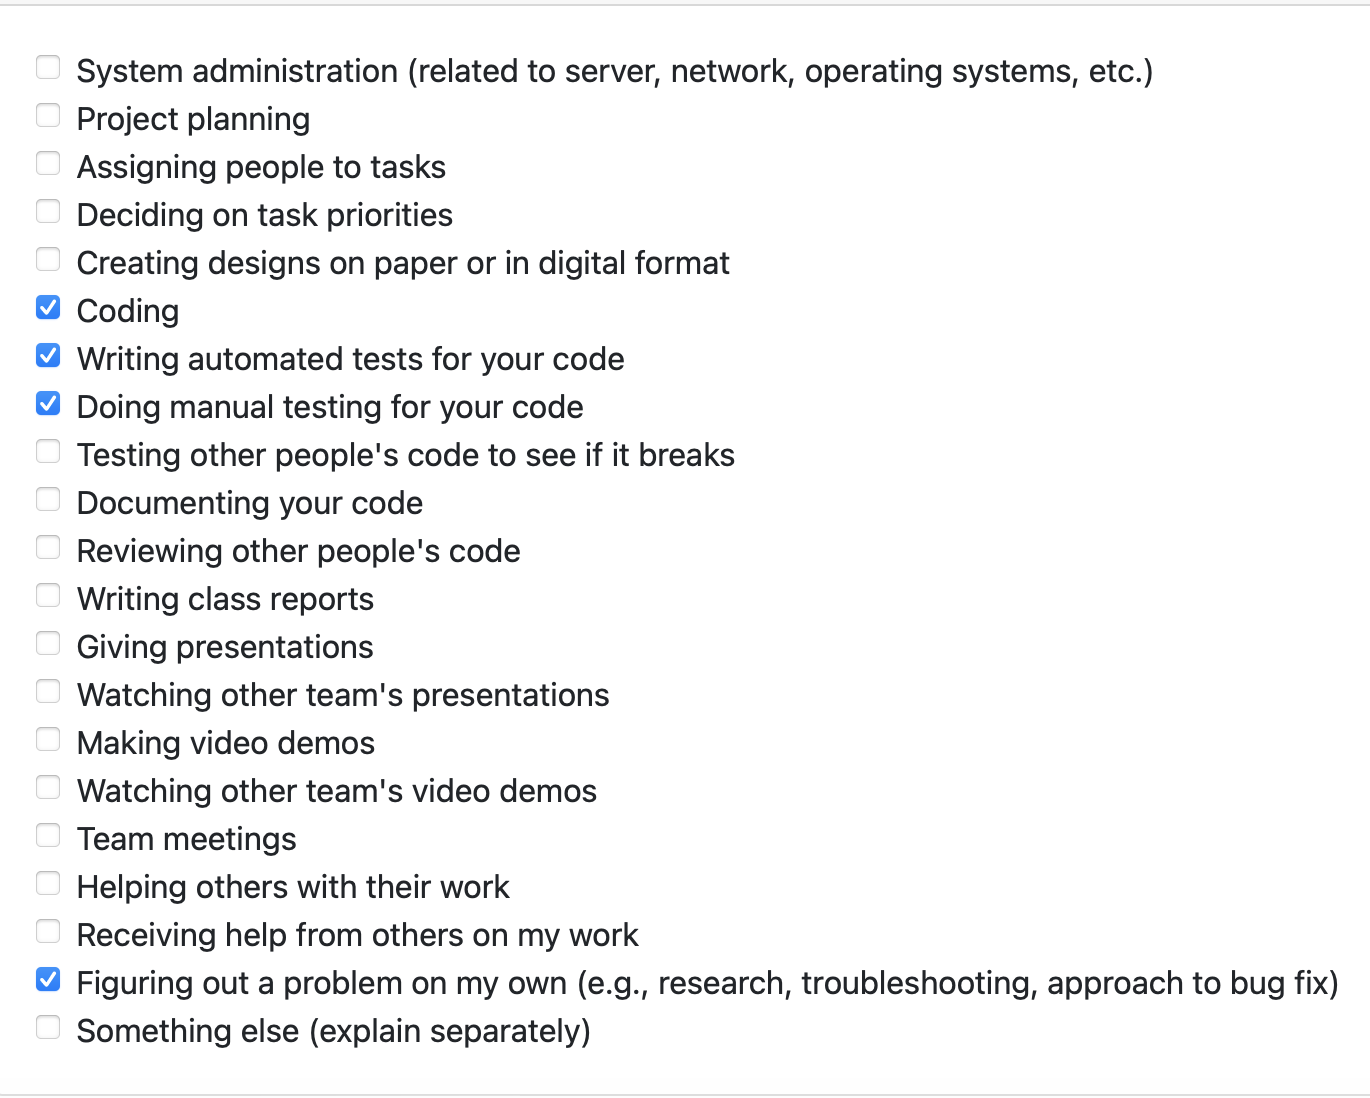 System administration (related to server, network, operating systems, etc.)
Project planning
Assigning people to tasks
Deciding on task priorities
Creating designs on paper or in digital format
Coding
Writing automated tests for your code
Doing manual testing for your code
Testing other people's code to see if it breaks
Documenting your code
Reviewing other people's code
Writing class reports
Giving presentations
Watching other team's presentations
Making video demos
Watching other team's video demos
Team meetings
Helping others with their work
Receiving help from others on my work
Figuring out a problem on my own (e.g., research, troubleshooting, approach to bug fix)
Something else (explain separately)